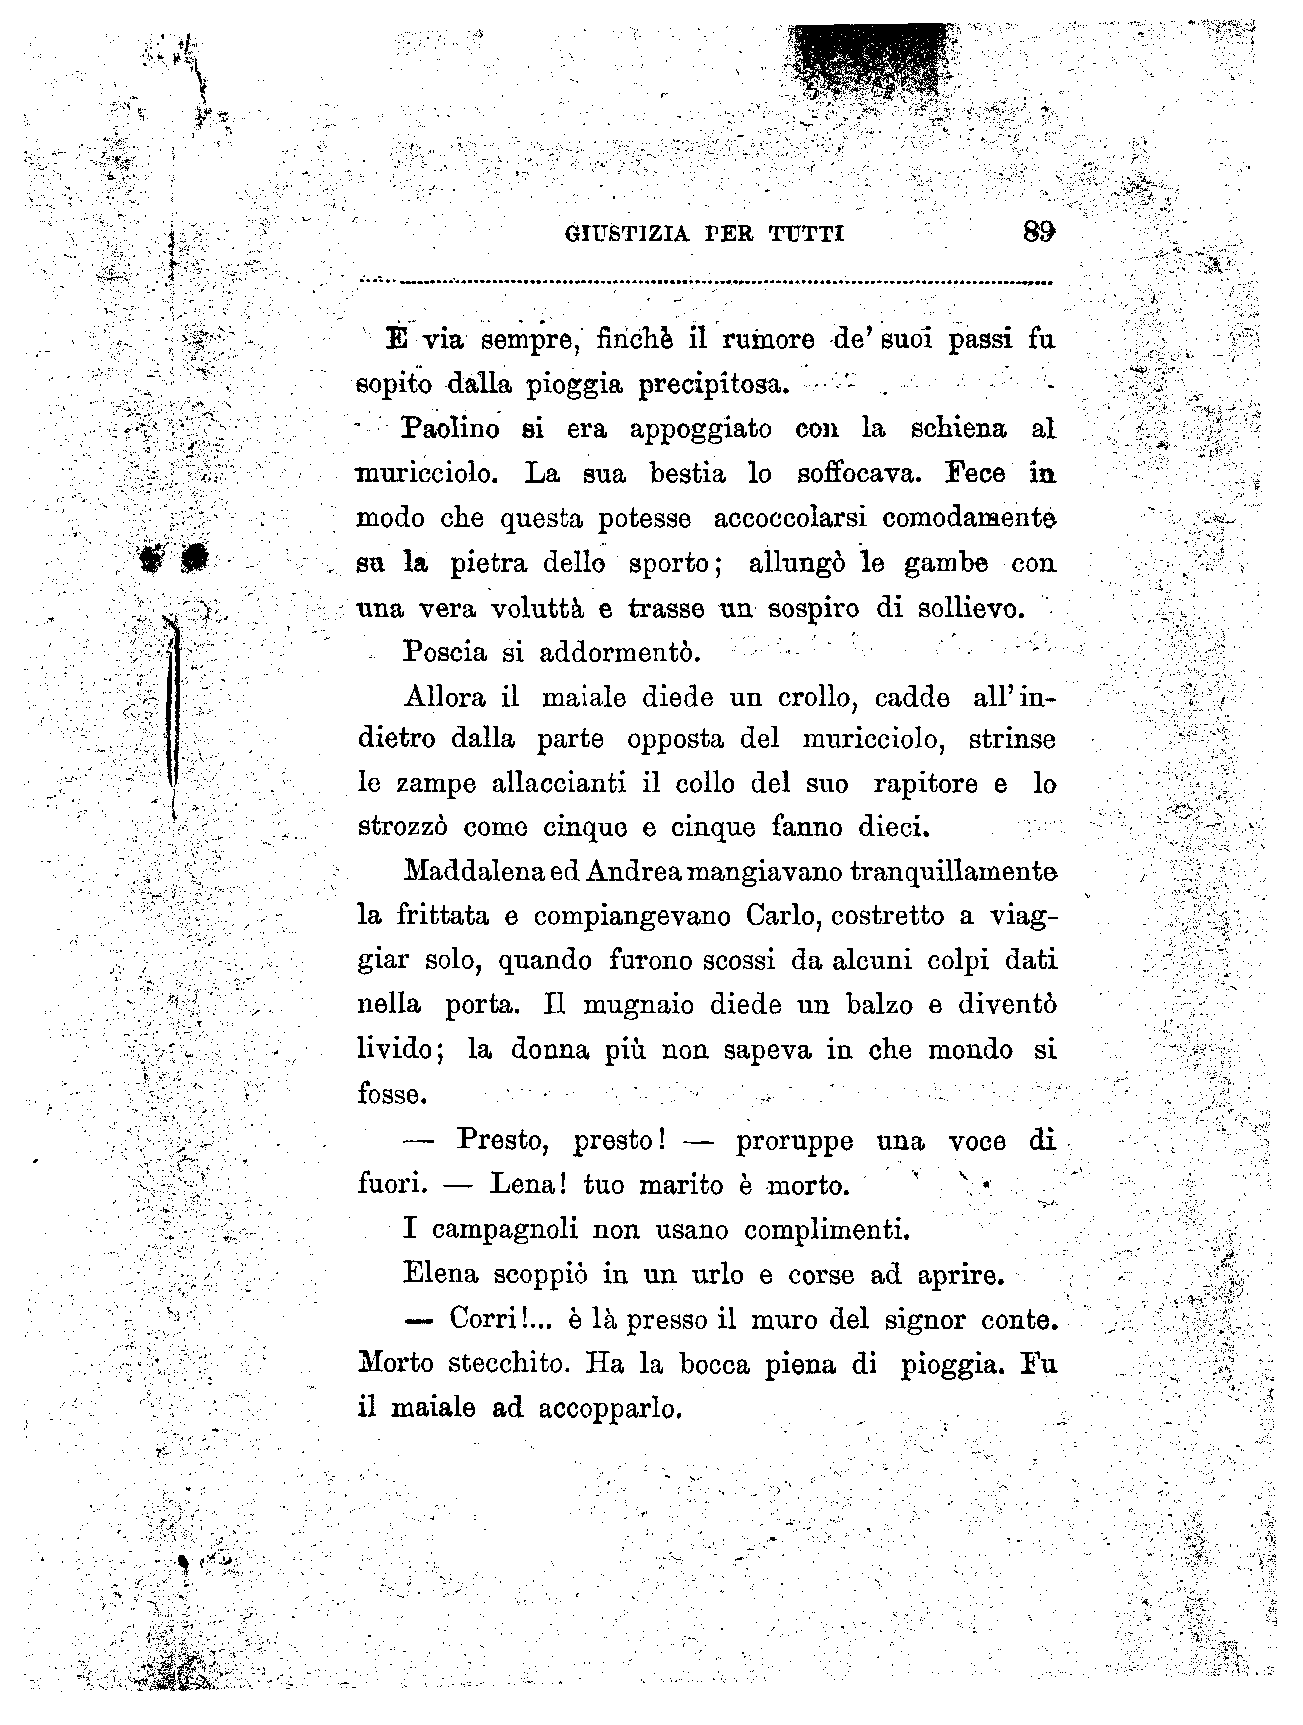 GIUSTIZIA PER TUTTI 89
E via sempre, finchè il rumore de' suoi passi fu
sopito dalla pioggia precipitosa.
Paolino si era appoggiato con la schiena al
muricciolo. La sua bestia lo soffocava. Fece in
modo che questa potesse accoccolarsi comodamente
su la pietra dello sporto; allungò le gambe con
una vera voluttà e trasse un sospiro di sollievo.
Poscia si addormentò.
Allora il maiale diede un crollo, cadde all'in-
dietro dalla parte opposta del muricciolo, strinse
le zampe allaccianti il collo del suo rapitore e lo
strozzò come cinque e cinque fanno dieci.
Maddalena ed Andrea mangiavano tranquillamente
la frittata e compiangevano Carlo, costretto a viag-
giar solo, quando furono scossi da alcuni colpi dati
nella porta. Il mugnaio diede un balzo e diventò
livido; la donna più non sapeva in che mondo si
fosse.
— Presto, presto! — proruppe una voce di
fuori. — Lena! tuo marito è morto.
I campagnoli non usano complimenti.
Elena scoppiò in un urlo e corse ad aprire.
— Corri!... è là presso il muro del signor conte.
Morto stecchito. Ha la bocca piena di pioggia. Fu
il maiale ad accopparlo.